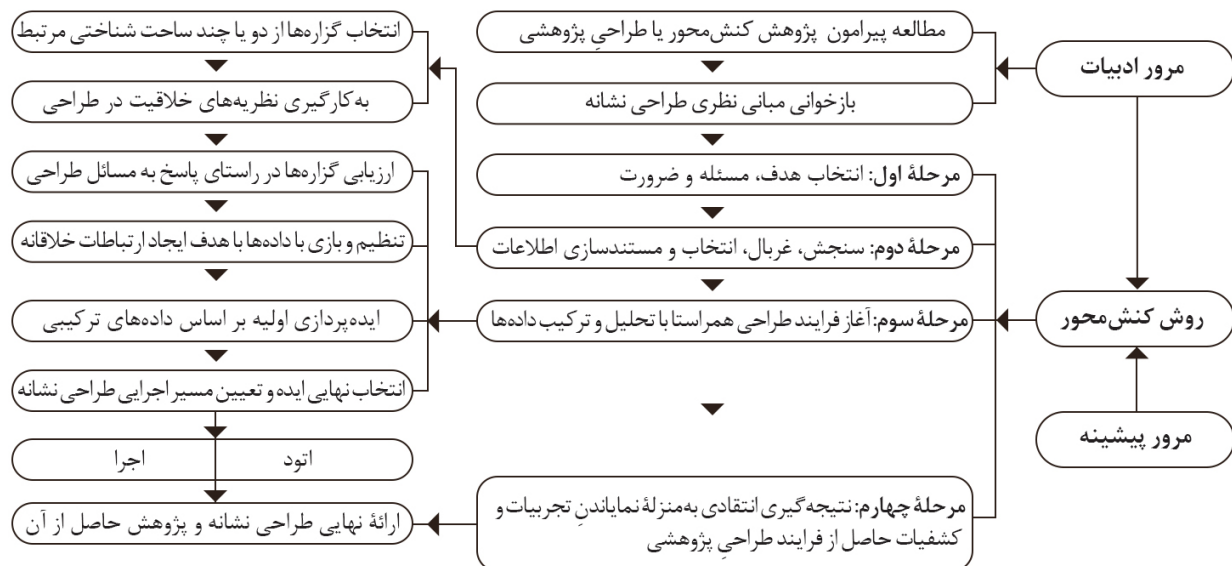 مرور ادبیات
روش کنش‌محور
مرور پیشینه
مطالعه پیرامون پژوهش کنش‌محور یا طراحیِ پژوهشی
بازخوانی مبانی نظری طراحی نشانه
مرحلهٔ اول: انتخاب هدف، مسئله و ضرورت
مرحلهٔ دوم: سنجش، غربال، انتخاب و مستندسازی اطلاعات
مرحلهٔ سوم: آغاز فرایند طراحی همراستا با تحلیل و ترکیب داده‌ها
مرحلهٔ چهارم: نتیجه‌گیری انتقادی به‌منزلهٔ نمایاندنِ تجربیات و
کشفیات حاصل از فرایند طراحیِ پژوهشی
انتخاب گزاره‌ها از دو یا چند ساحت شناختی مرتبط
به‌کارگیری نظریه‌های خلاقیت در طراحی
ارزیابی گزاره‌ها در راستای پاسخ به مسائل طراحی
تنظیم و بازی با داده‌ها با هدف ایجاد ارتباطات خلاقانه
ایده‌پردازی اولیه بر اساس داده‌های ترکیبی
انتخاب نهایی ایده و تعیین مسیر اجرایی طراحی نشانه
اتود
اجرا
ارائهٔ نهایی طراحی نشانه و پژوهش حاصل از آن